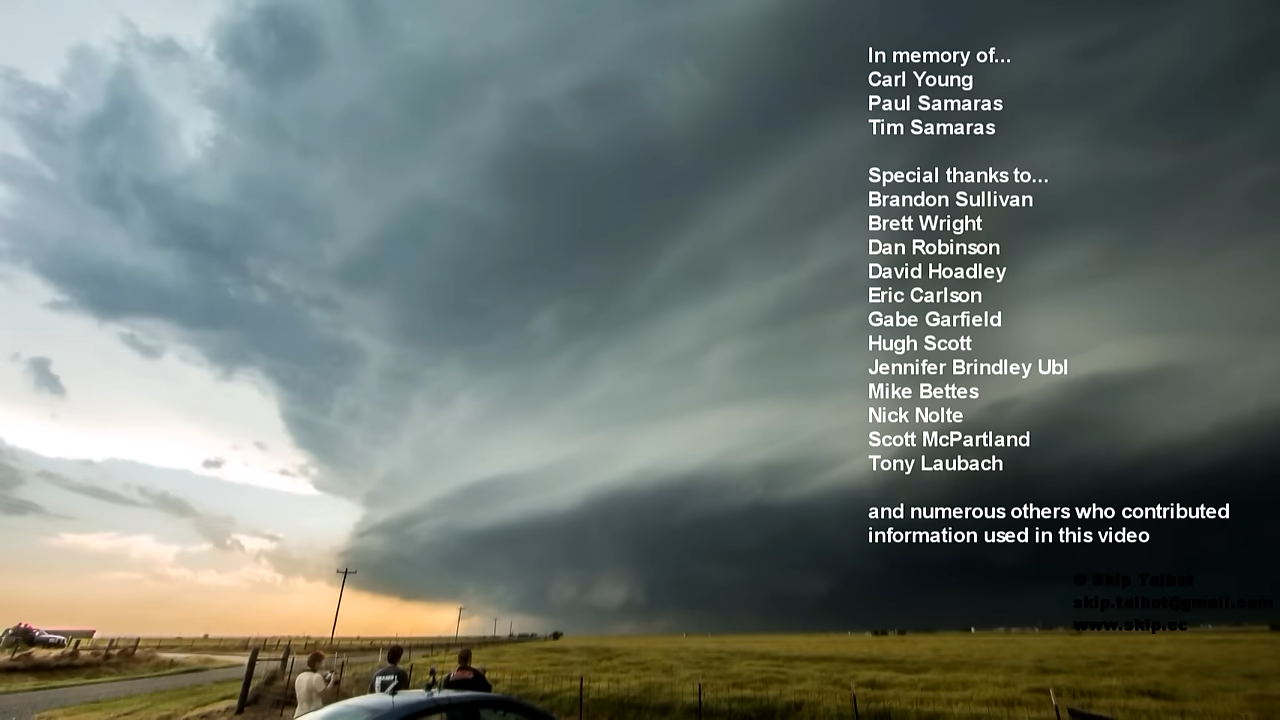 In memory of...
Carl Young
Paul Samaras
Tim Samaras
Special thanks to...
Brandon Sullivan
Brett Wright
Dan Robinson
David Hoadley
Eric Carlson
Gabe Garfield
Hugh Scott
Jennifer Brindley Ubl
Mike Bettes
Nick Nolte
Scott McPartland
Tony Laubach
and numerous others who contributed
information used in this video
© Skip Talbot
skip.talbot@gmail.com
www.skip.cc